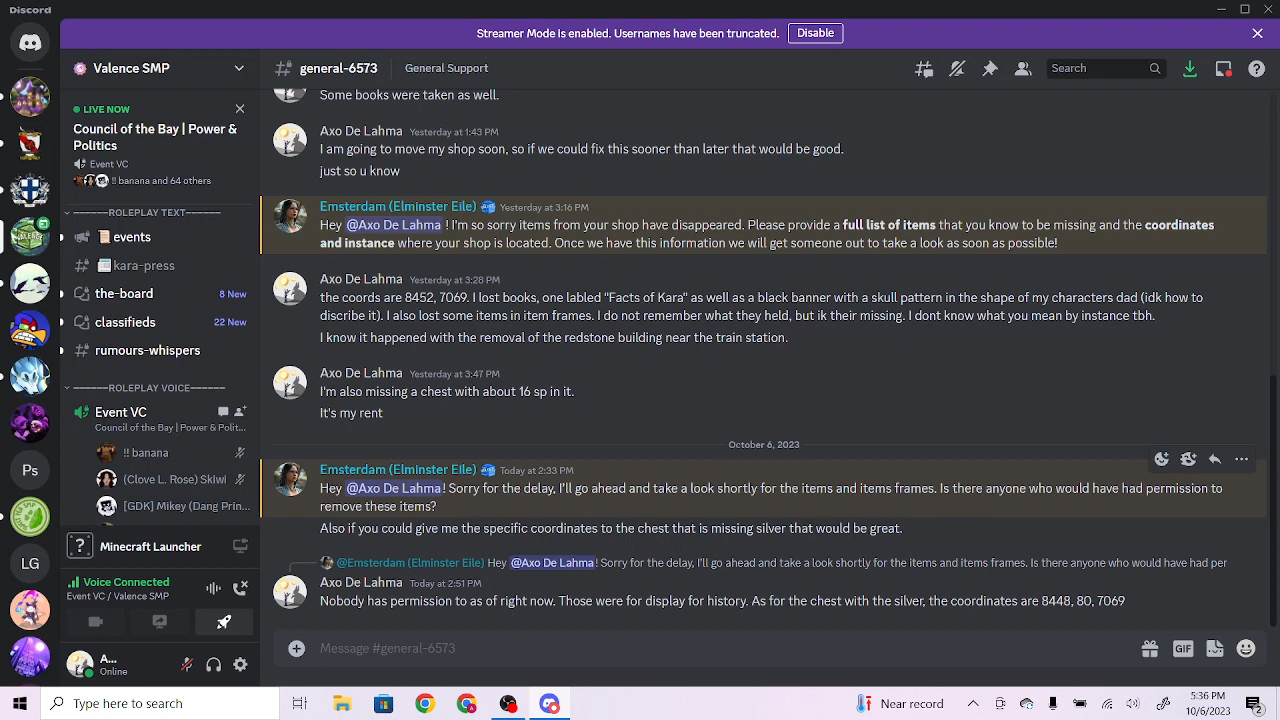 Discord
Streamer Mode is enabled. Usernames have been truncated.
Disable
Valence SMP
general-6573
General Support
Search
LIVE NOW
Council of the Bay | Power &
Politics
Event VC
!! banana and 64 others
——————ROLEPLAY TEXT——————
events
kara-press
the-board
8 New
classifieds
22 New
rumours-whispers
——————ROLEPLAY VOICE——————
Event VC
Council of the Bay | Power & Polit...
!! banana
(Clove L. Rose) Skiwl
[GDK] Mikey (Dang Prin...
Minecraft Launcher
Voice Connected
Event VC / Valence SMP
A...
Online
Ps
LG
Some books were taken as well.
Axo De Lahma Yesterday at 1:43 PM
I am going to move my shop soon, so if we could fix this sooner than later that would be good.
just so u know
Emsterdam (Elminster Eile) Yesterday at 3:16 PM
Hey @Axo De Lahma ! I'm so sorry items from your shop have disappeared. Please provide a full list of items that you know to be missing and the coordinates
and instance where your shop is located. Once we have this information we will get someone out to take a look as soon as possible!
Axo De Lahma Yesterday at 3:28 PM
the coords are 8452, 7069. I lost books, one labled "Facts of Kara" as well as a black banner with a skull pattern in the shape of my characters dad (idk how to
discribe it). I also lost some items in item frames. I do not remember what they held, but ik their missing. I dont know what you mean by instance tbh.
I know it happened with the removal of the redstone building near the train station.
Axo De Lahma Yesterday at 3:47 PM
I'm also missing a chest with about 16 sp in it.
It's my rent
October 6, 2023
Emsterdam (Elminster Eile) Today at 2:33 PM
Hey @Axo De Lahma! Sorry for the delay, I'll go ahead and take a look shortly for the items and items frames. Is there anyone who would have had permission to
remove these items?
Also if you could give me the specific coordinates to the chest that is missing silver that would be great.
@Emsterdam (Elminster Eile) Hey @Axo De Lahma! Sorry for the delay, I'll go ahead and take a look shortly for the items and items frames. Is there anyone who would have had per
Axo De Lahma Today at 2:51 PM
Nobody has permission to as of right now. Those were for display for history. As for the chest with the silver, the coordinates are 8448, 80, 7069
Message #general-6573
GIF
Type here to search
Near record
5:36 PM
10/6/2023
2